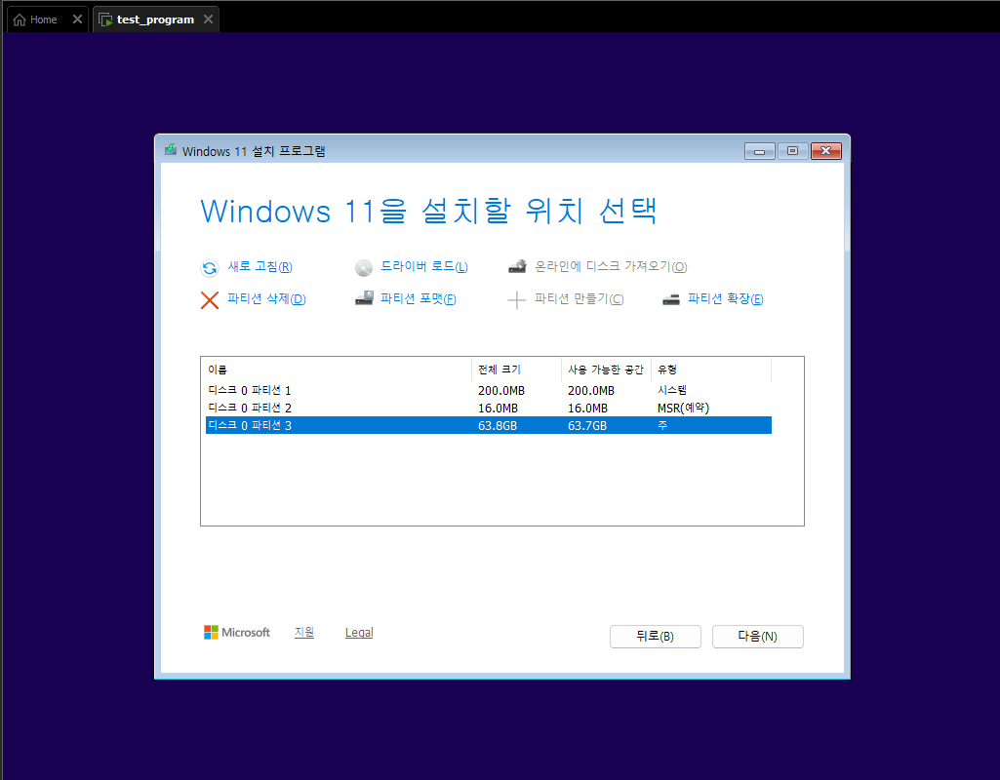 Home
test_program
Windows 11 설치 프로그램
Windows 11을 설치할 위치 선택
새로 고침(R) 드라이버 로드(L) 온라인에 디스크 가져오기(O)
파티션 삭제(D) 파티션 포맷(F) 파티션 만들기(C) 파티션 확장(E)
이름 전체 크기 사용 가능한 공간 유형
디스크 0 파티션 1 200.0MB 200.0MB 시스템
디스크 0 파티션 2 16.0MB 16.0MB MSR(예약)
디스크 0 파티션 3 63.8GB 63.7GB 주
Microsoft 지원 Legal 뒤로(B) 다음(N)